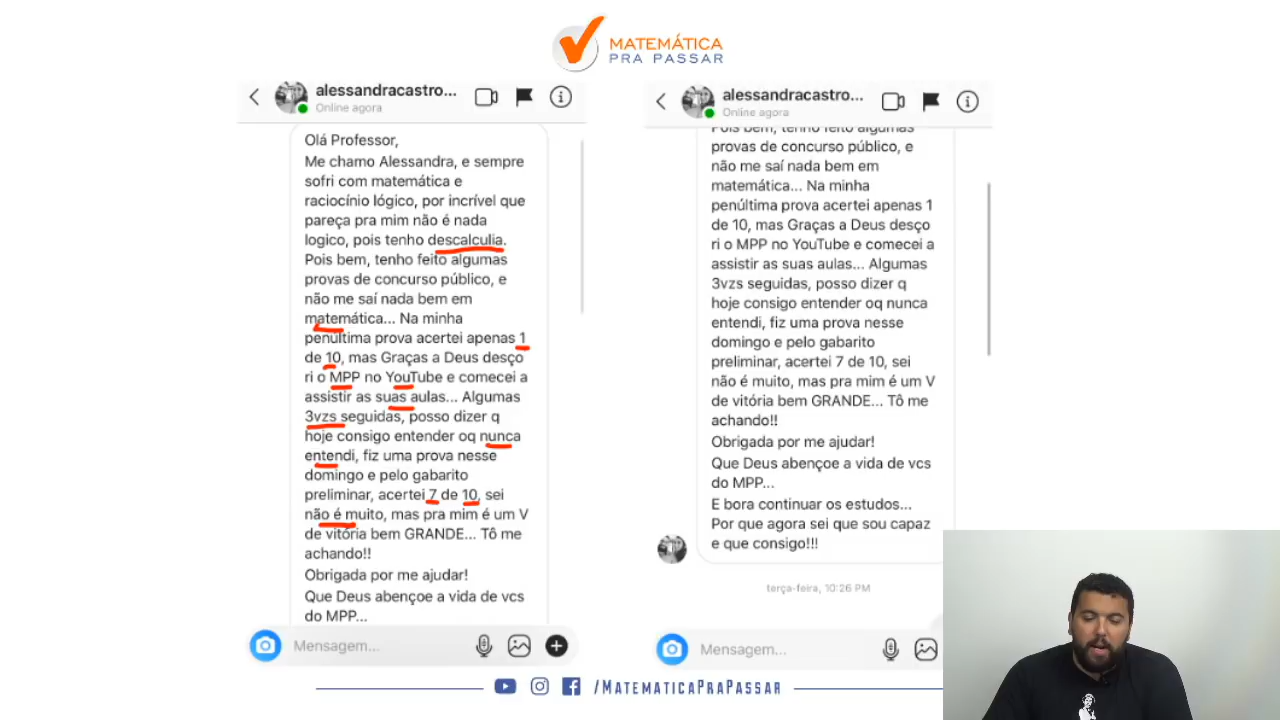 MATEMÁTICA
PRA PASSAR
alessandracastro...
Online agora
Olá Professor,
Me chamo Alessandra, e sempre
sofri com matemática e
raciocínio lógico, por incrível que
pareça pra mim não é nada
logico, pois tenho descalculia.
Pois bem, tenho feito algumas
provas de concurso público, e
não me saí nada bem em
matemática... Na minha
penúltima prova acertei apenas 1
de 10, mas Graças a Deus desço
ri o MPP no YouTube e comecei a
assistir as suas aulas... Algumas
3vzs seguidas, posso dizer q
hoje consigo entender oq nunca
entendi, fiz uma prova nesse
domingo e pelo gabarito
preliminar, acertei 7 de 10, sei
não é muito, mas pra mim é um V
de vitória bem GRANDE... Tô me
achando!!
Obrigada por me ajudar!
Que Deus abençoe a vida de vcs
do MPP...
Mensagem...
alessandracastro...
Online agora
Pois bem, tenho feito algumas
provas de concurso público, e
não me saí nada bem em
matemática... Na minha
penúltima prova acertei apenas 1
de 10, mas Graças a Deus desço
ri o MPP no YouTube e comecei a
assistir as suas aulas... Algumas
3vzs seguidas, posso dizer q
hoje consigo entender oq nunca
entendi, fiz uma prova nesse
domingo e pelo gabarito
preliminar, acertei 7 de 10, sei
não é muito, mas pra mim é um V
de vitória bem GRANDE... Tô me
achando!!
Obrigada por me ajudar!
Que Deus abençoe a vida de vcs
do MPP...
E bora continuar os estudos...
Por que agora sei que sou capaz
e que consigo!!!
terça-feira, 10:26 PM
Mensagem...
/MATEMATICAPRAPASSAR